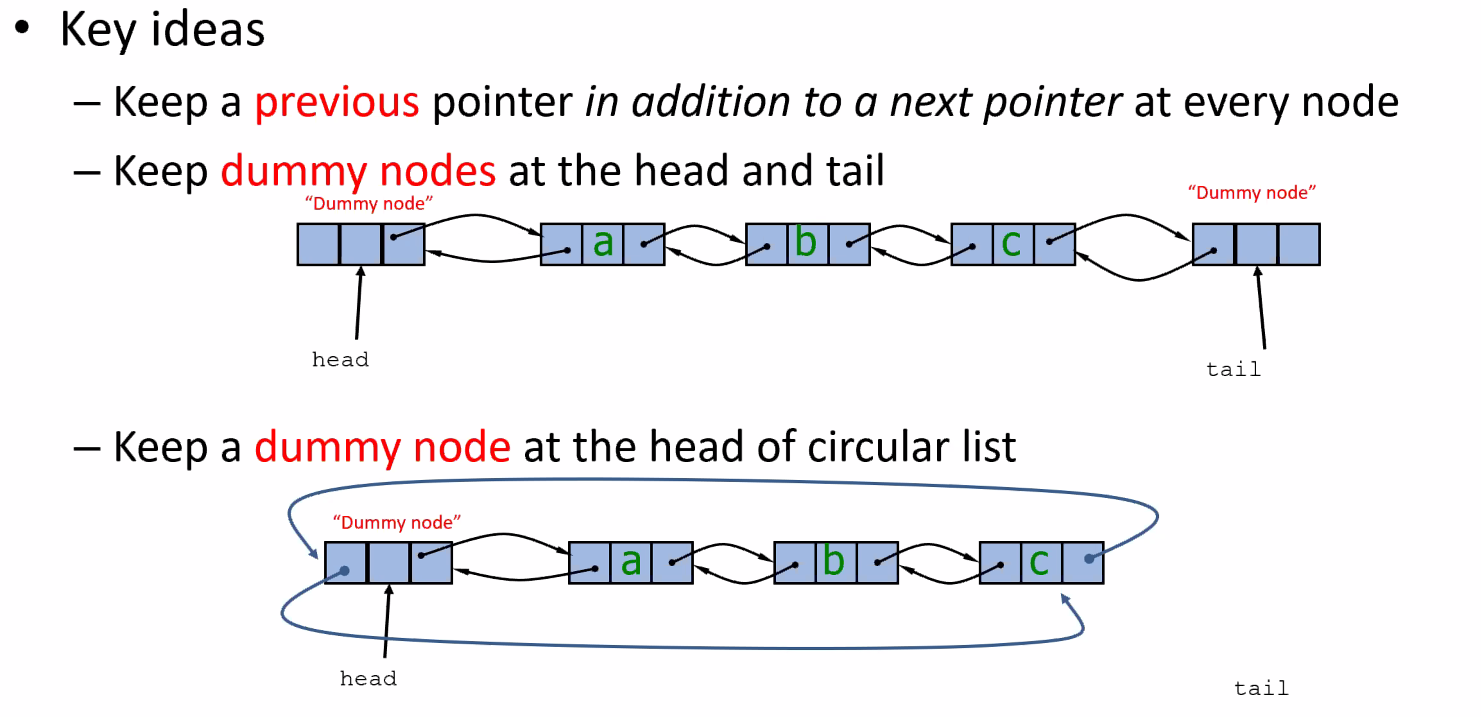 • Key ideas
– Keep a previous pointer in addition to a next pointer at every node
– Keep dummy nodes at the head and tail
“Dummy node” “Dummy node”
a b c
head tail
– Keep a dummy node at the head of circular list
“Dummy node”
a b c
head tail